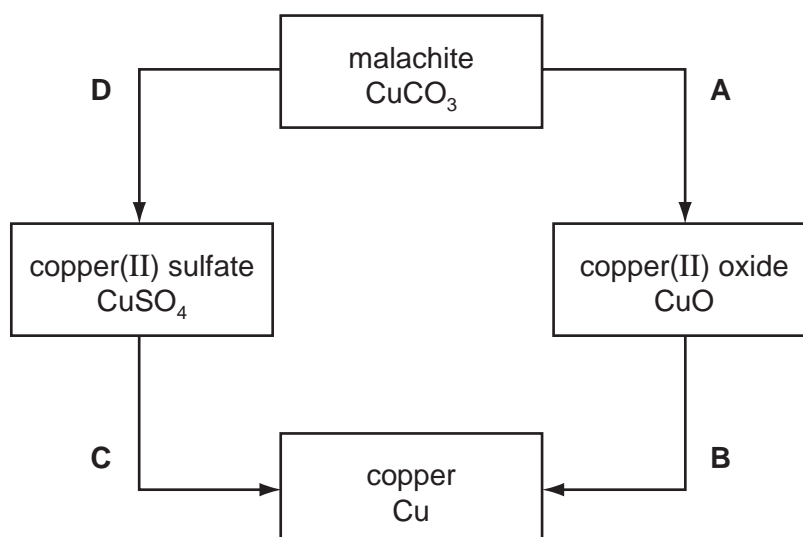 malachite
CuCO₃
D
A
copper(II) sulfate
CuSO₄
copper(II) oxide
CuO
C
B
copper
Cu